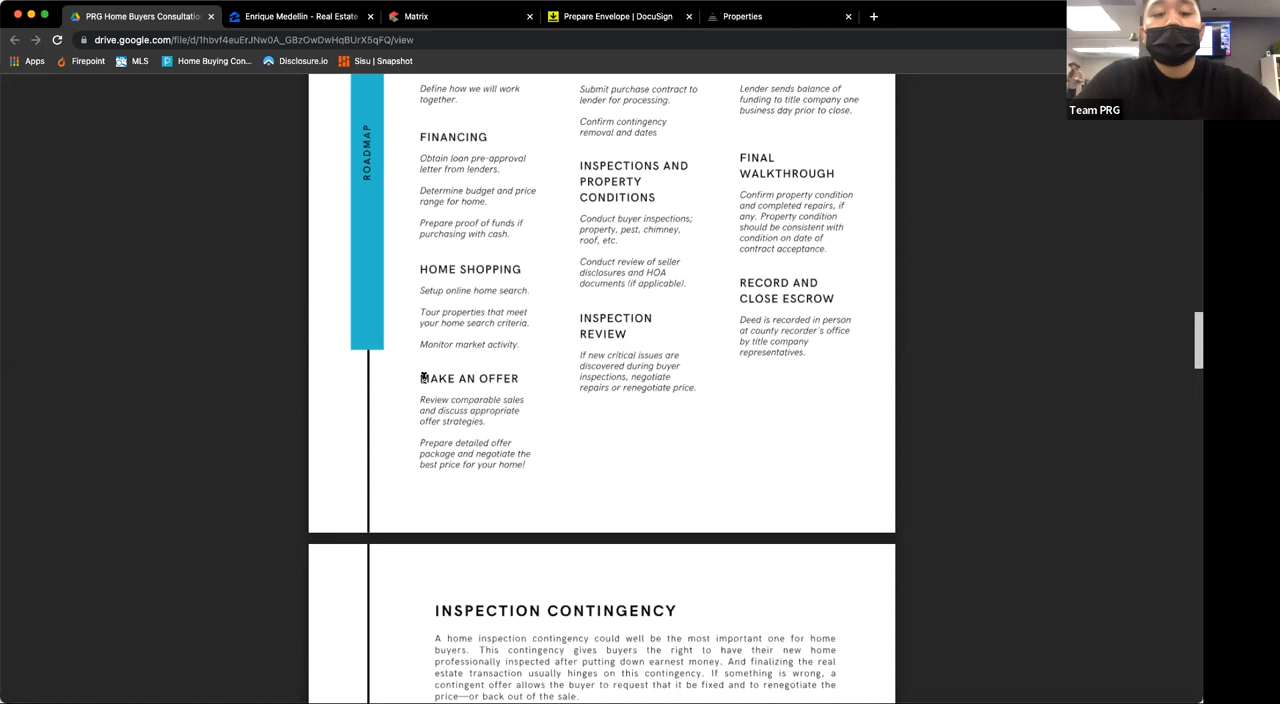 PRG Home Buyers Consultatio
Enrique Medellin - Real Estate
Matrix
Prepare Envelope | DocuSign
Properties
drive.google.com/file/d/1hbvf4euErJNw0A_GBzOwDwHqBUrX5qFQ/view
Apps
Firepoint
MLS
Home Buying Con...
Disclosure.io
Sisu | Snapshot
Team PRG
ROADMAP
Define how we will work
together.
FINANCING
Obtain loan pre-approval
letter from lenders.
Determine budget and price
range for home.
Prepare proof of funds if
purchasing with cash.
HOME SHOPPING
Setup online home search.
Tour properties that meet
your home search criteria.
Monitor market activity.
MAKE AN OFFER
Review comparable sales
and discuss appropriate
offer strategies.
Prepare detailed offer
package and negotiate the
best price for your home!
Submit purchase contract to
lender for processing.
Confirm contingency
removal and dates
INSPECTIONS AND
PROPERTY
CONDITIONS
Conduct buyer inspections;
property, pest, chimney,
roof, etc.
Conduct review of seller
disclosures and HOA
documents (if applicable).
INSPECTION
REVIEW
If new critical issues are
discovered during buyer
inspections, negotiate
repairs or renegotiate price.
Lender sends balance of
funding to title company one
business day prior to close.
FINAL
WALKTHROUGH
Confirm property condition
and completed repairs, if
any. Property condition
should be consistent with
condition on date of
contract acceptance.
RECORD AND
CLOSE ESCROW
Deed is recorded in person
at county recorder's office
by title company
representatives.
INSPECTION CONTINGENCY
A home inspection contingency could well be the most important one for home
buyers. This contingency gives buyers the right to have their new home
professionally inspected after putting down earnest money. And finalizing the real
estate transaction usually hinges on this contingency. If something is wrong, a
contingent offer allows the buyer to request that it be fixed and to renegotiate the
price—or back out of the sale.